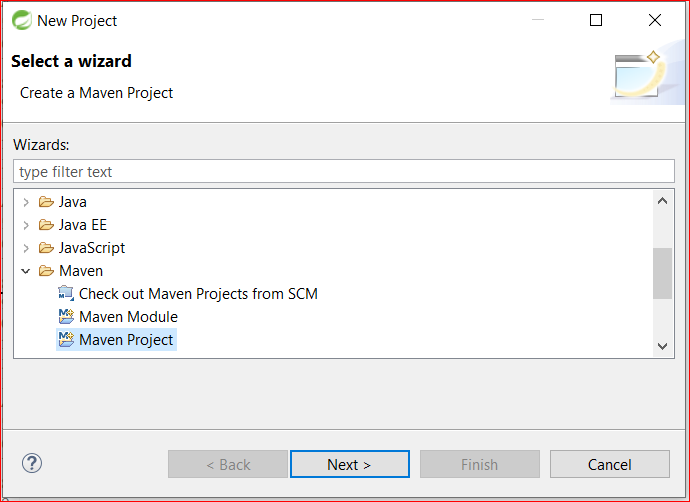 New Project
Select a wizard
Create a Maven Project
Wizards:
type filter text
Java
Java EE
JavaScript
Maven
Check out Maven Projects from SCM
Maven Module
Maven Project
< Back Next > Finish Cancel